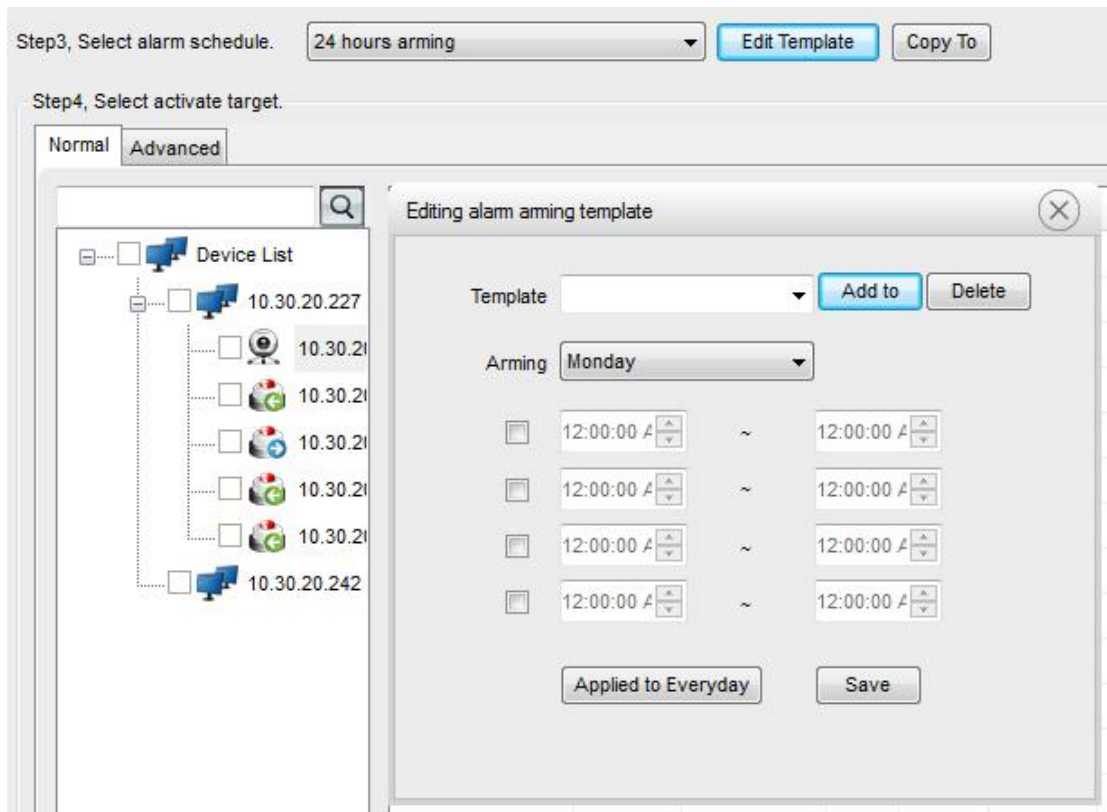 Step3, Select alarm schedule. 24 hours arming Edit Template Copy To
Step4, Select activate target.
Normal Advanced
Editing alarm arming template
Device List
Template Add to Delete
10.30.20.227
10.30.2
Arming Monday
10.30.2
12:00:00 A ~ 12:00:00 A
10.30.2
12:00:00 A ~ 12:00:00 A
10.30.2
12:00:00 A ~ 12:00:00 A
10.30.2
10.30.20.242
12:00:00 A ~ 12:00:00 A
Applied to Everyday Save